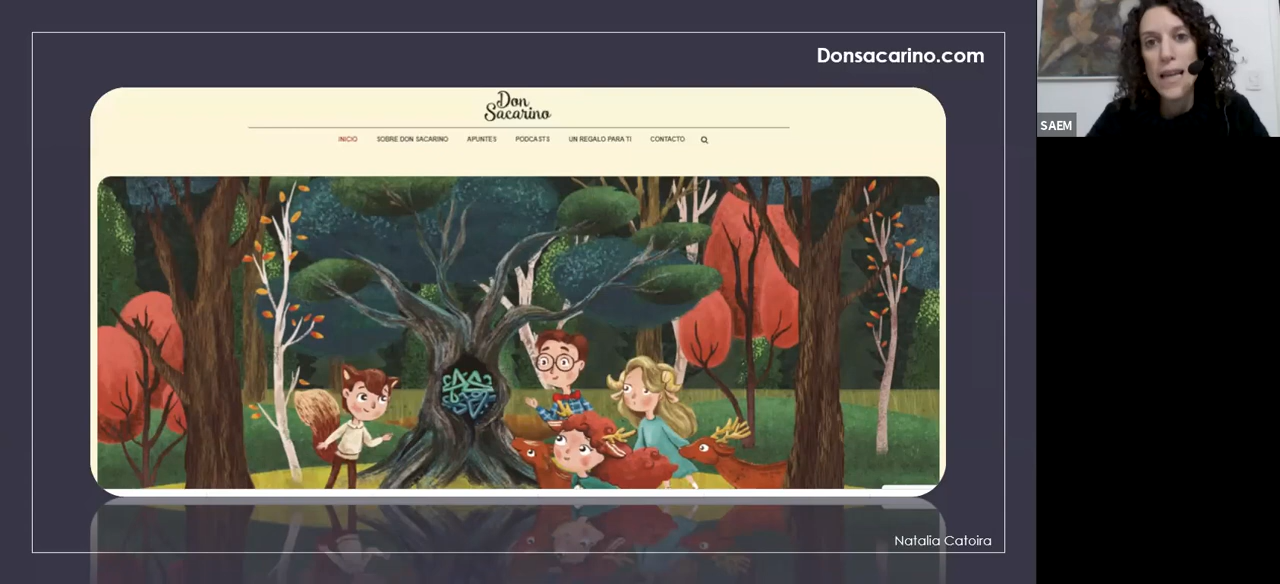 Donsacarino.com
Don
Sacarino
INICIO SOBRE DON SACARINO APUNTES PODCASTS UN REGALO PARA TI CONTACTO
SAEM
Natalia Catoira